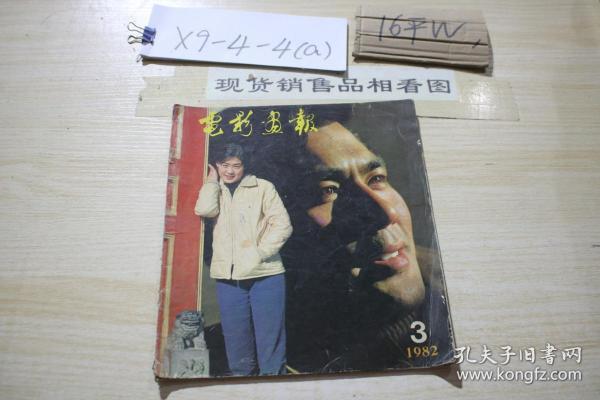 X9-4-4(a)
16平W,
现货销售品相看图
电影画报
3
1982
孔夫子旧书网
www.kongfz.com